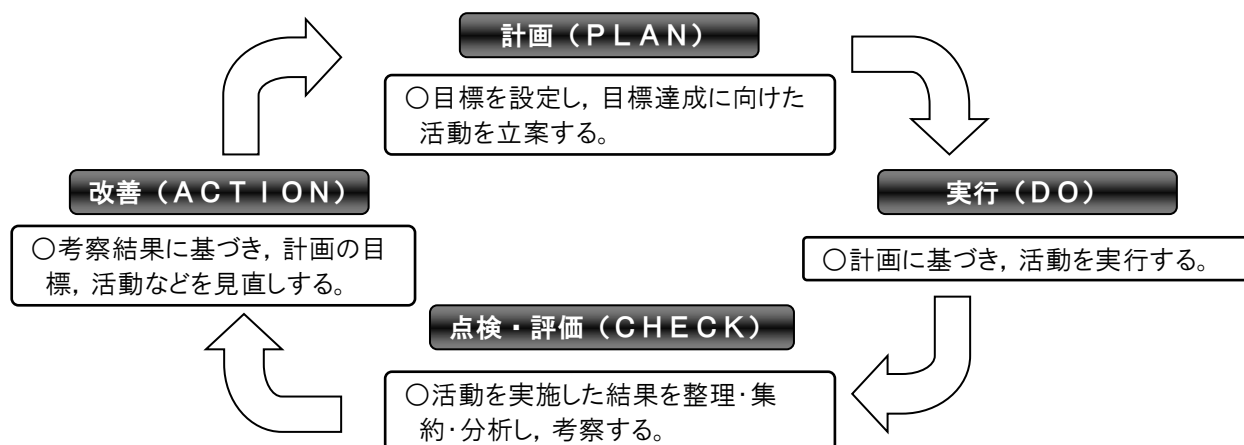 計画（ＰＬＡＮ）
○目標を設定し，目標達成に向けた
活動を立案する。
改善（ＡＣＴＩＯＮ）
○考察結果に基づき，計画の目
標，活動などを見直しする。
実行（ＤＯ）
○計画に基づき，活動を実行する。
点検・評価（ＣＨＥＣＫ）
○活動を実施した結果を整理・集
約・分析し，考察する。